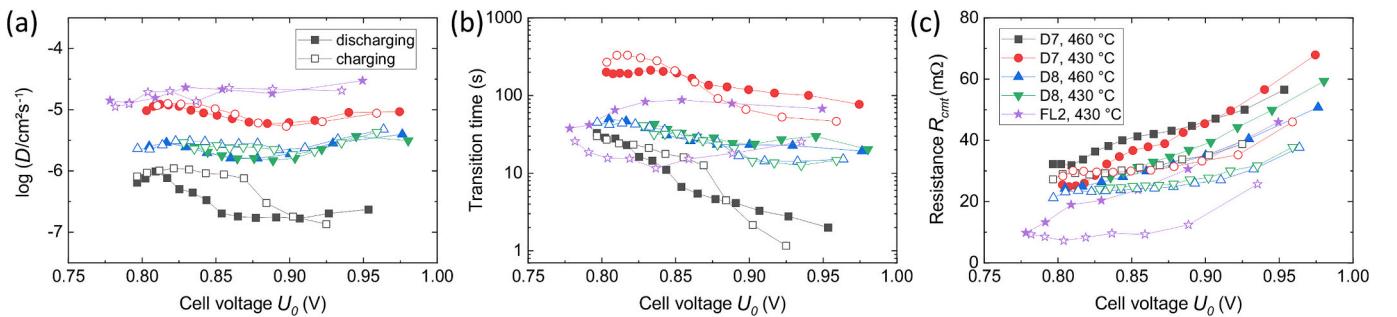 (a)
log (D/cm²s⁻¹)
-4
-5
-6
-7
discharging
charging
0.75 0.80 0.85 0.90 0.95 1.00
Cell voltage U₀ (V)
(b)
Transition time (s)
1000
100
10
1
0.75 0.80 0.85 0.90 0.95 1.00
Cell voltage U₀ (V)
(c)
Resistance R_cmt (mΩ)
80
60
40
20
0
D7, 460 °C
D7, 430 °C
D8, 460 °C
D8, 430 °C
FL2, 430 °C
0.75 0.80 0.85 0.90 0.95 1.00
Cell voltage U₀ (V)